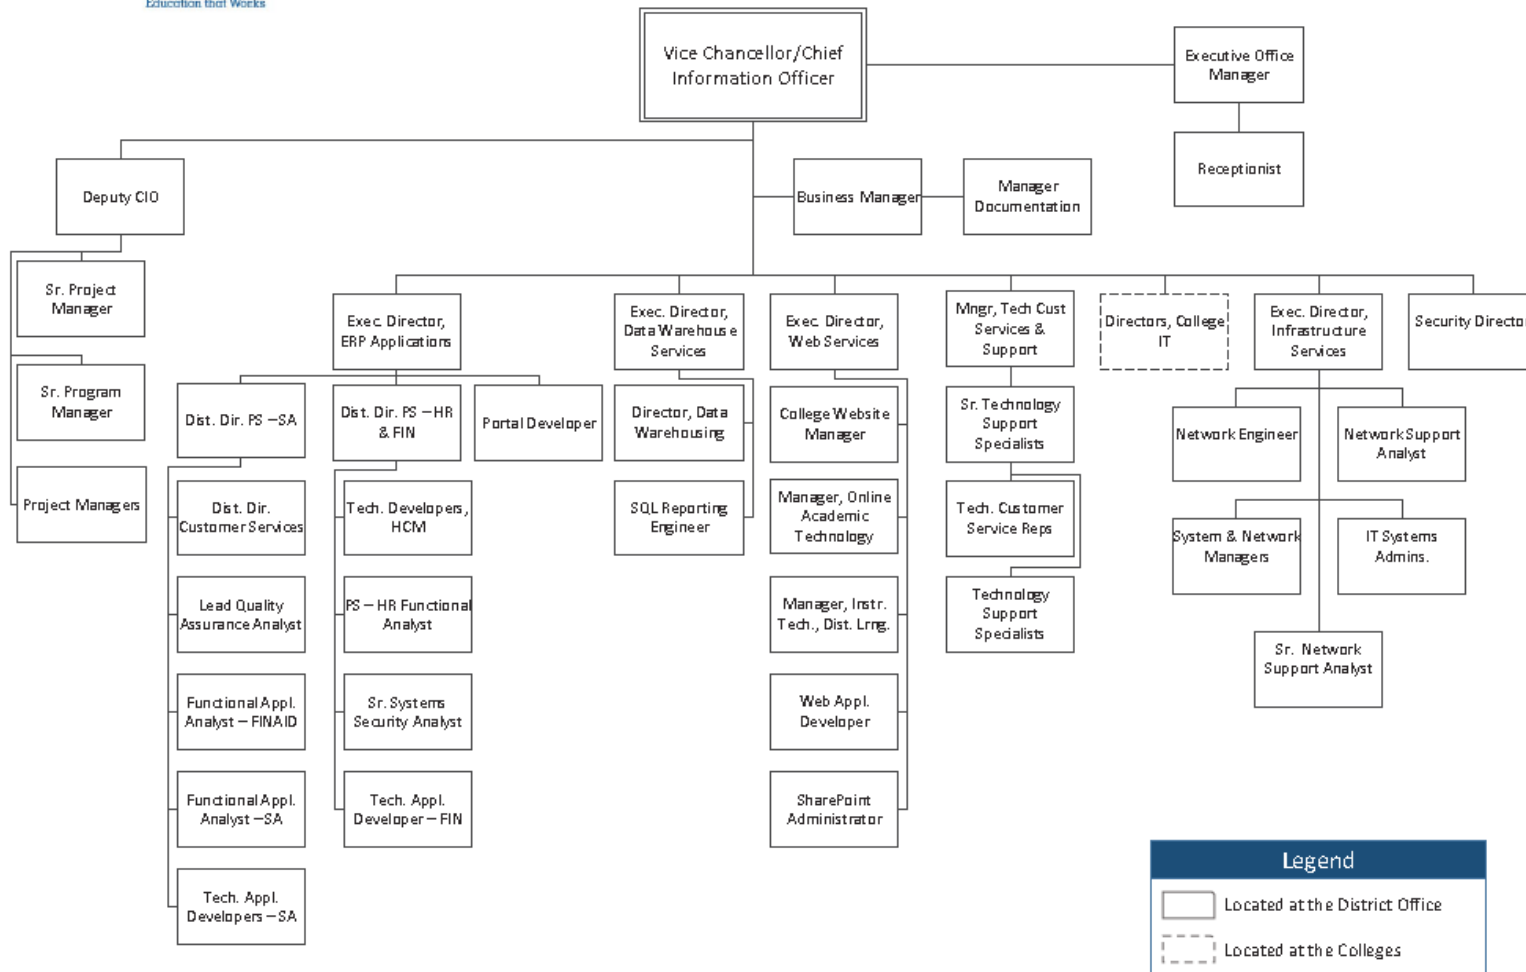 Education that Works
Vice Chancellor/Chief
Information Officer
Executive Office
Manager
Receptionist
Deputy CIO
Business Manager
Manager
Documentation
Sr. Project
Manager
Sr. Program
Manager
Project Managers
Exec. Director,
ERP Applications
Exec. Director,
Data Warehouse
Services
Exec. Director,
Web Services
Mngr, Tech Cust
Services &
Support
Directors, College
IT
Exec. Director,
Infrastructure
Services
Security Director
Dist. Dir. PS – SA
Dist. Dir. PS – HR
& FIN
Portal Developer
Director, Data
Warehousing
College Website
Manager
Sr. Technology
Support
Specialists
Network Engineer
Network Support
Analyst
Dist. Dir.
Customer Services
Tech. Developers,
HCM
SQL Reporting
Engineer
Manager, Online
Academic
Technology
Tech. Customer
Service Reps
System & Network
Managers
IT Systems
Admins.
Lead Quality
Assurance Analyst
PS – HR Functional
Analyst
Manager, Instr.
Tech., Dist. Lrng.
Technology
Support
Specialists
Sr. Network
Support Analyst
Functional Appl.
Analyst – FINAID
Sr. Systems
Security Analyst
Web Appl.
Developer
Functional Appl.
Analyst – SA
Tech. Appl.
Developer – FIN
SharePoint
Administrator
Tech. Appl.
Developers – SA
Legend
Located at the District Office
Located at the Colleges